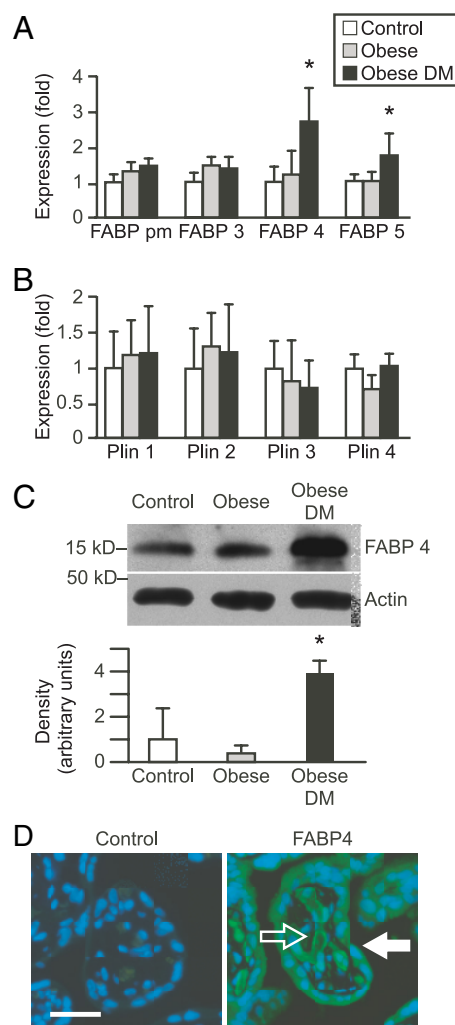 A
Control
Obese
Obese DM
Expression (fold)
4
3
2
1
0
*
*
FABP pm FABP 3 FABP 4 FABP 5
B
Expression (fold)
2
1.5
1
0.5
0
Plin 1 Plin 2 Plin 3 Plin 4
C
Control Obese Obese
DM
15 kD
FABP 4
50 kD
Actin
Density
(arbitrary units)
4
2
0
*
Control Obese Obese
DM
D
Control FABP4